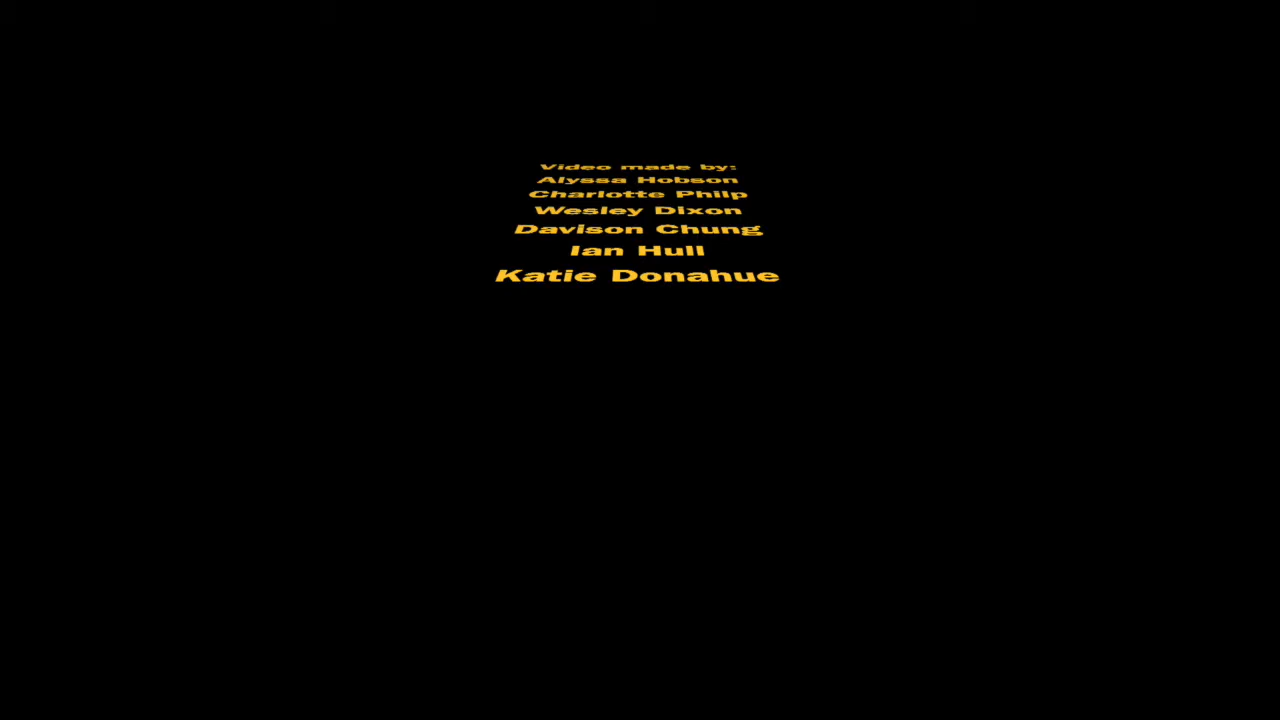 Video made by:
Alyssa Hobson
Charlotte Philp
Wesley Dixon
Davison Chung
Ian Hull
Katie Donahue